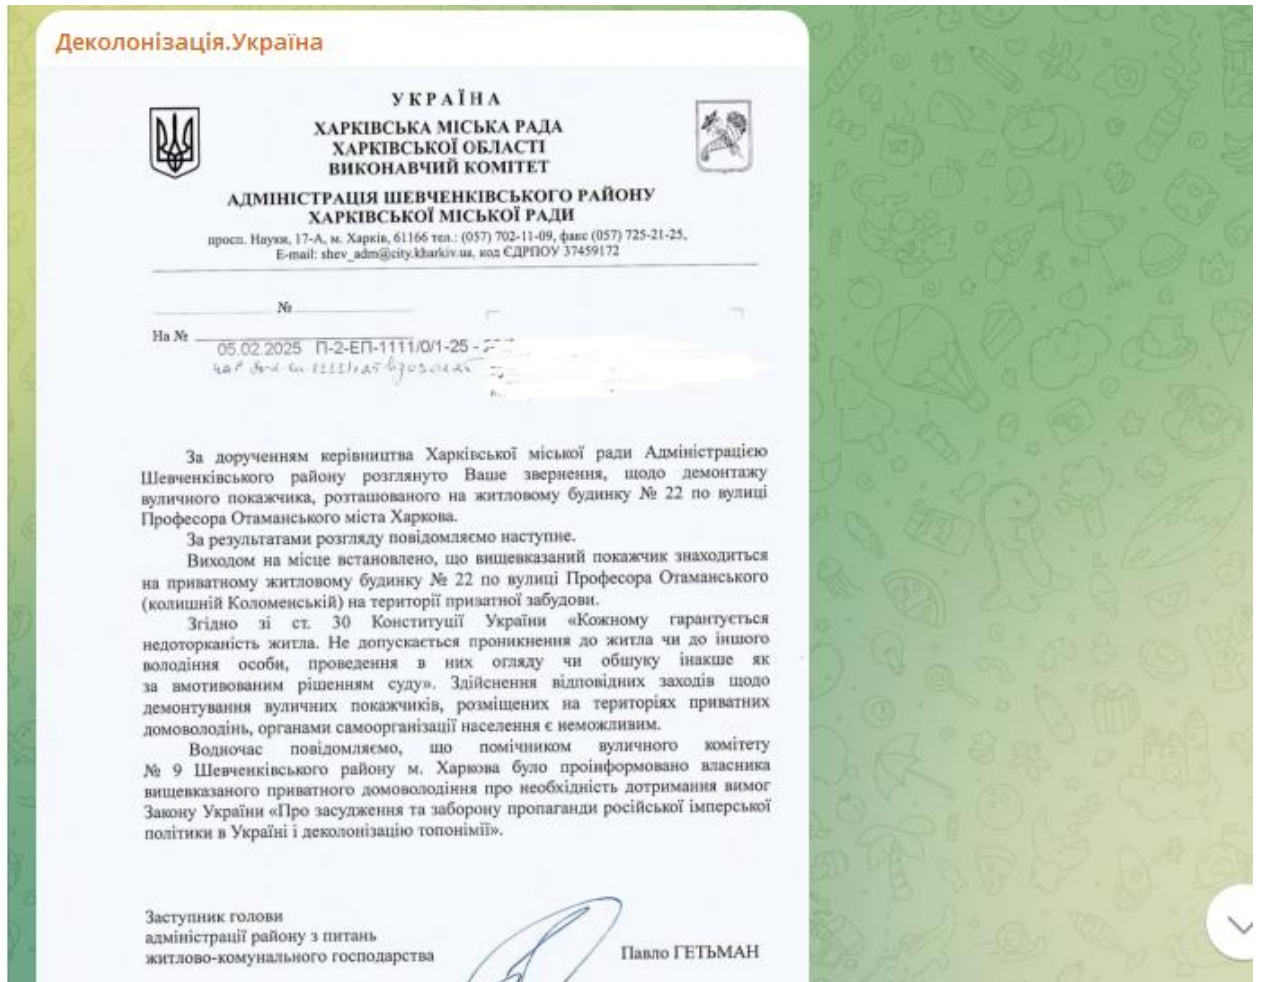 Деколонізація.Україна
УКРАЇНА
ХАРКІВСЬКА МІСЬКА РАДА
ХАРКІВСЬКОЇ ОБЛАСТІ
ВИКОНАВЧИЙ КОМІТЕТ
АДМІНІСТРАЦІЯ ШЕВЧЕНКІВСЬКОГО РАЙОНУ
ХАРКІВСЬКОЇ МІСЬКОЇ РАДИ
просп. Науки, 17-А, м. Харків, 61166 тел.: (057) 702-11-09, факс (057) 725-21-25,
E-mail: shev_adm@city.kharkiv.ua, код ЄДРПОУ 37459172
№
На №
05.02.2025 П-2-ЕП-1111/0/1-25 -
За дорученням керівництва Харківської міської ради Адміністрацією
Шевченківського району розглянуто Ваше звернення, щодо демонтажу
вуличного покажчика, розташованого на житловому будинку № 22 по вулиці
Професора Отаманського міста Харкова.
За результатами розгляду повідомляємо наступне.
Виходом на місце встановлено, що вищевказаний покажчик знаходиться
на приватному житловому будинку № 22 по вулиці Професора Отаманського
(колишній Коломенській) на території приватної забудови.
Згідно зі ст. 30 Конституції України «Кожному гарантується
недоторканість житла. Не допускається проникнення до житла чи до іншого
володіння особи, проведення в них огляду чи обшуку інакше як
за вмотивованим рішенням суду». Здійснення відповідних заходів щодо
демонтування вуличних покажчиків, розміщених на територіях приватних
домоволодінь, органами самоорганізації населення є неможливим.
Водночас повідомляємо, що помічником вуличного комітету
№ 9 Шевченківського району м. Харкова було проінформовано власника
вищевказаного приватного домоволодіння про необхідність дотримання вимог
Закону України «Про засудження та заборону пропаганди російської імперської
політики в Україні і деколонізацію топонімії».
Заступник голови
адміністрації району з питань
житлово-комунального господарства
Павло ГЕТЬМАН